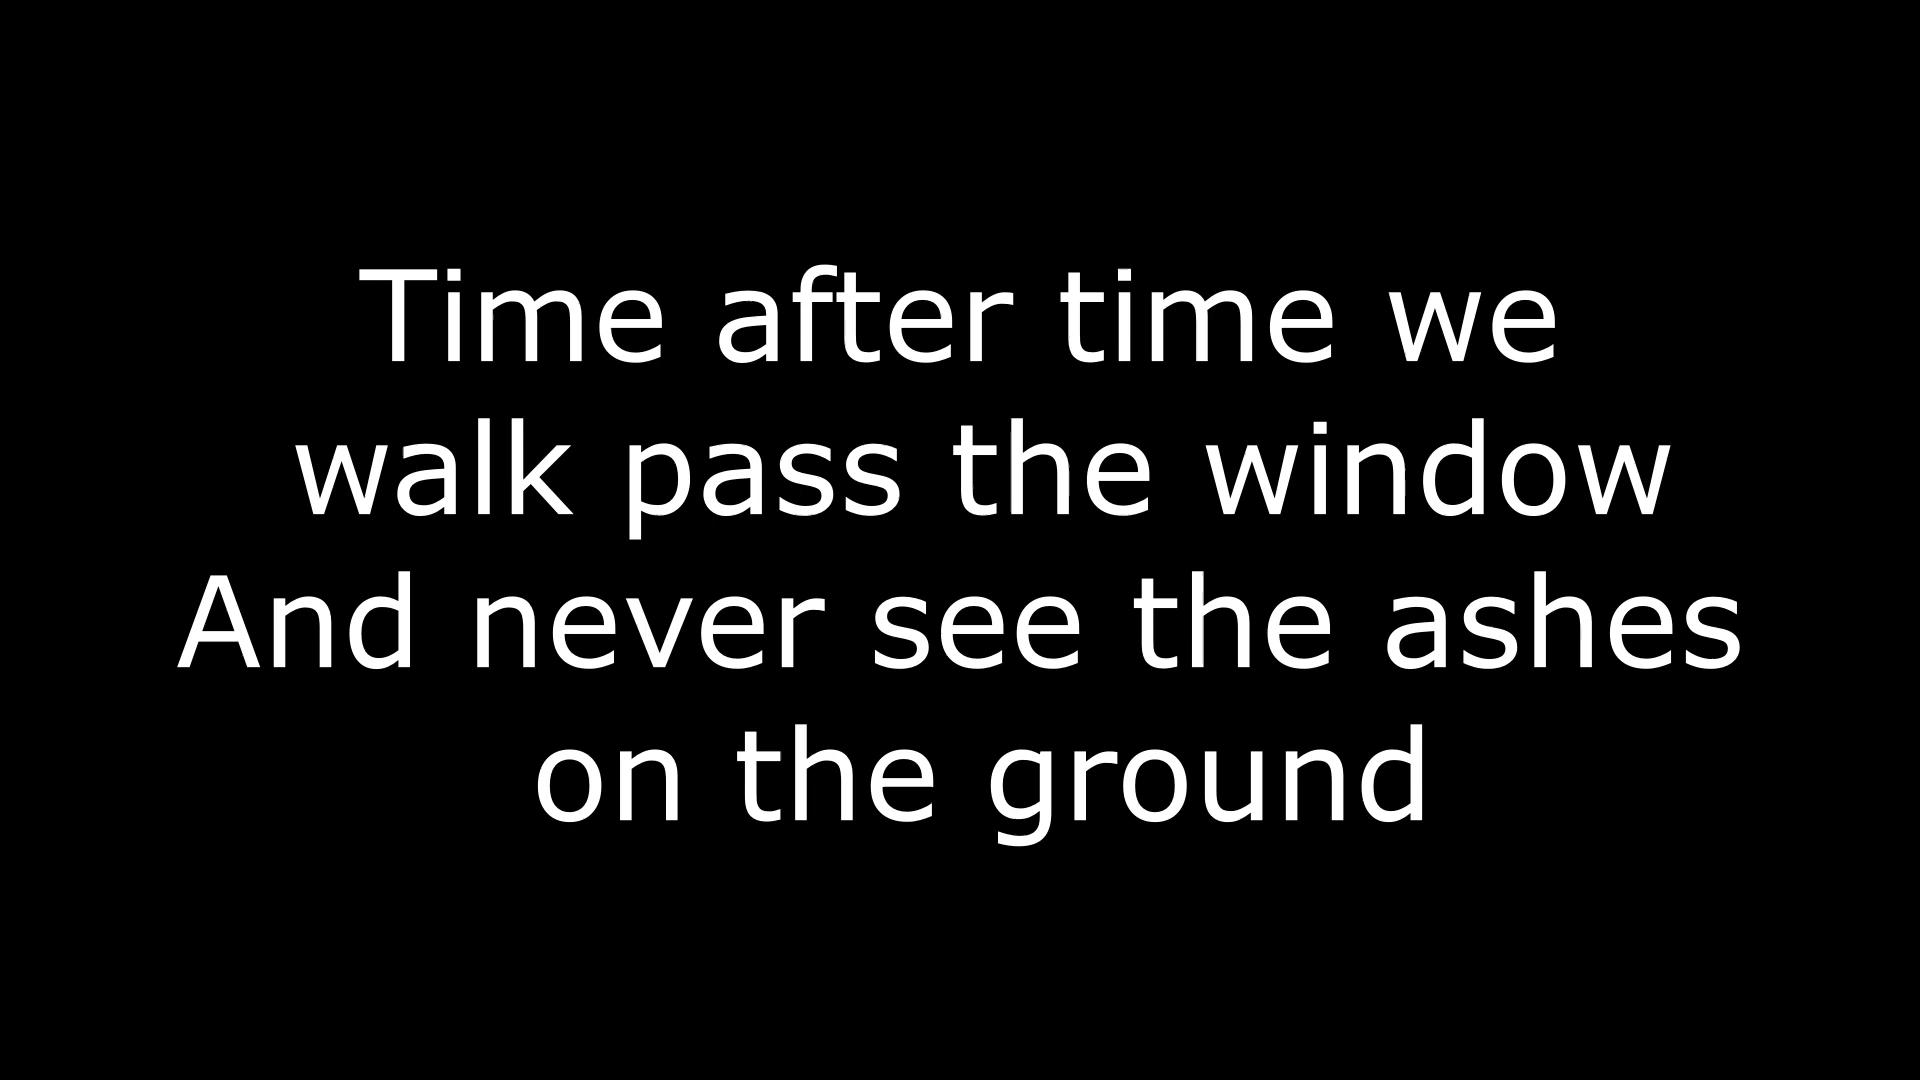 Time after time we
walk pass the window
And never see the ashes
on the ground